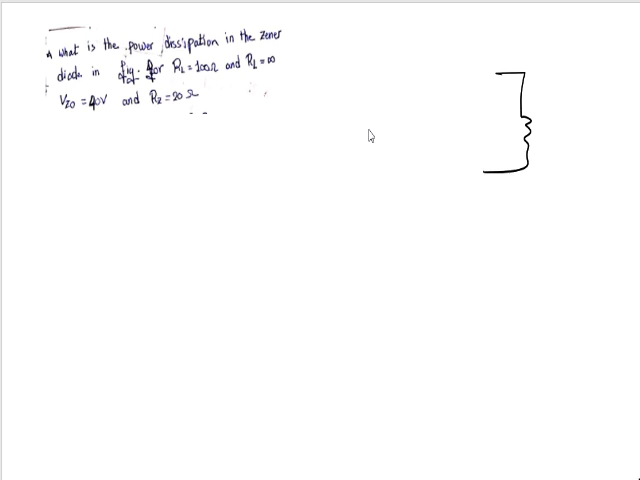 what is the power dissipation in the zener
diode in fig. for RL = 100Ω and RL = ∞
VZ0 = 40V and RZ = 20 Ω